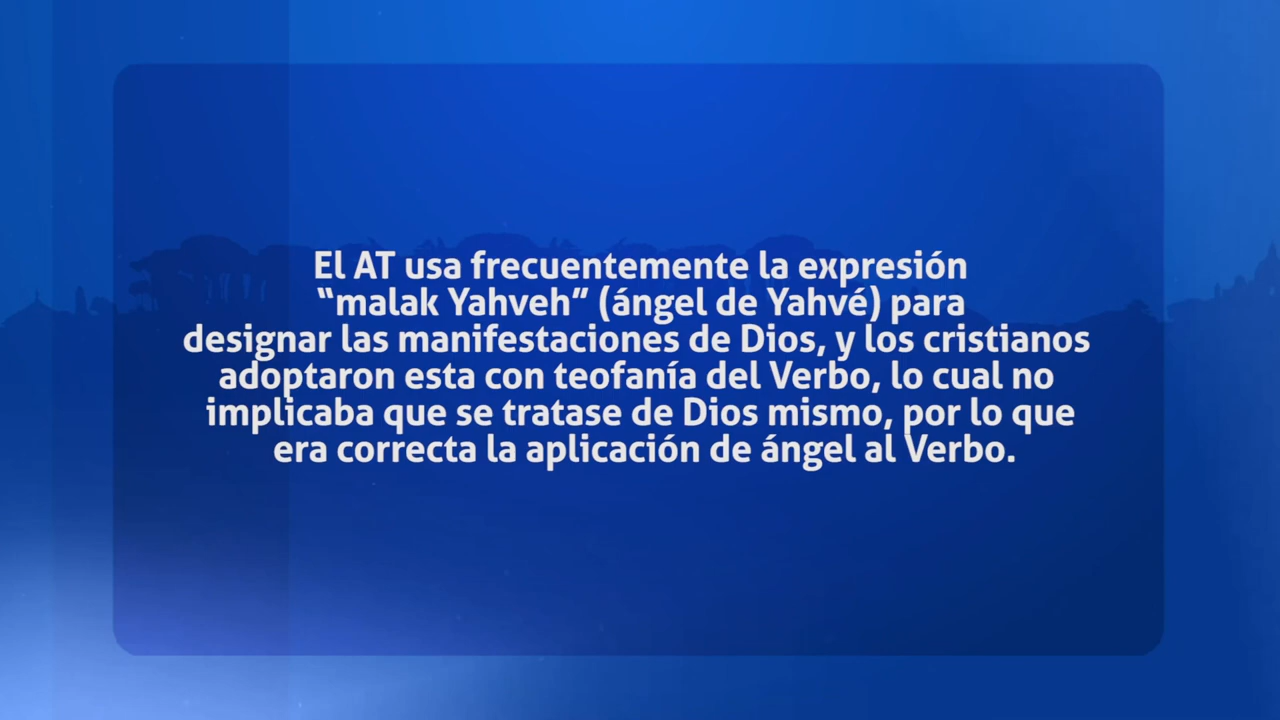 El AT usa frecuentemente la expresión
“malak Yahveh” (ángel de Yahvé) para
designar las manifestaciones de Dios, y los cristianos
adoptaron esta con teofanía del Verbo, lo cual no
implicaba que se tratase de Dios mismo, por lo que
era correcta la aplicación de ángel al Verbo.